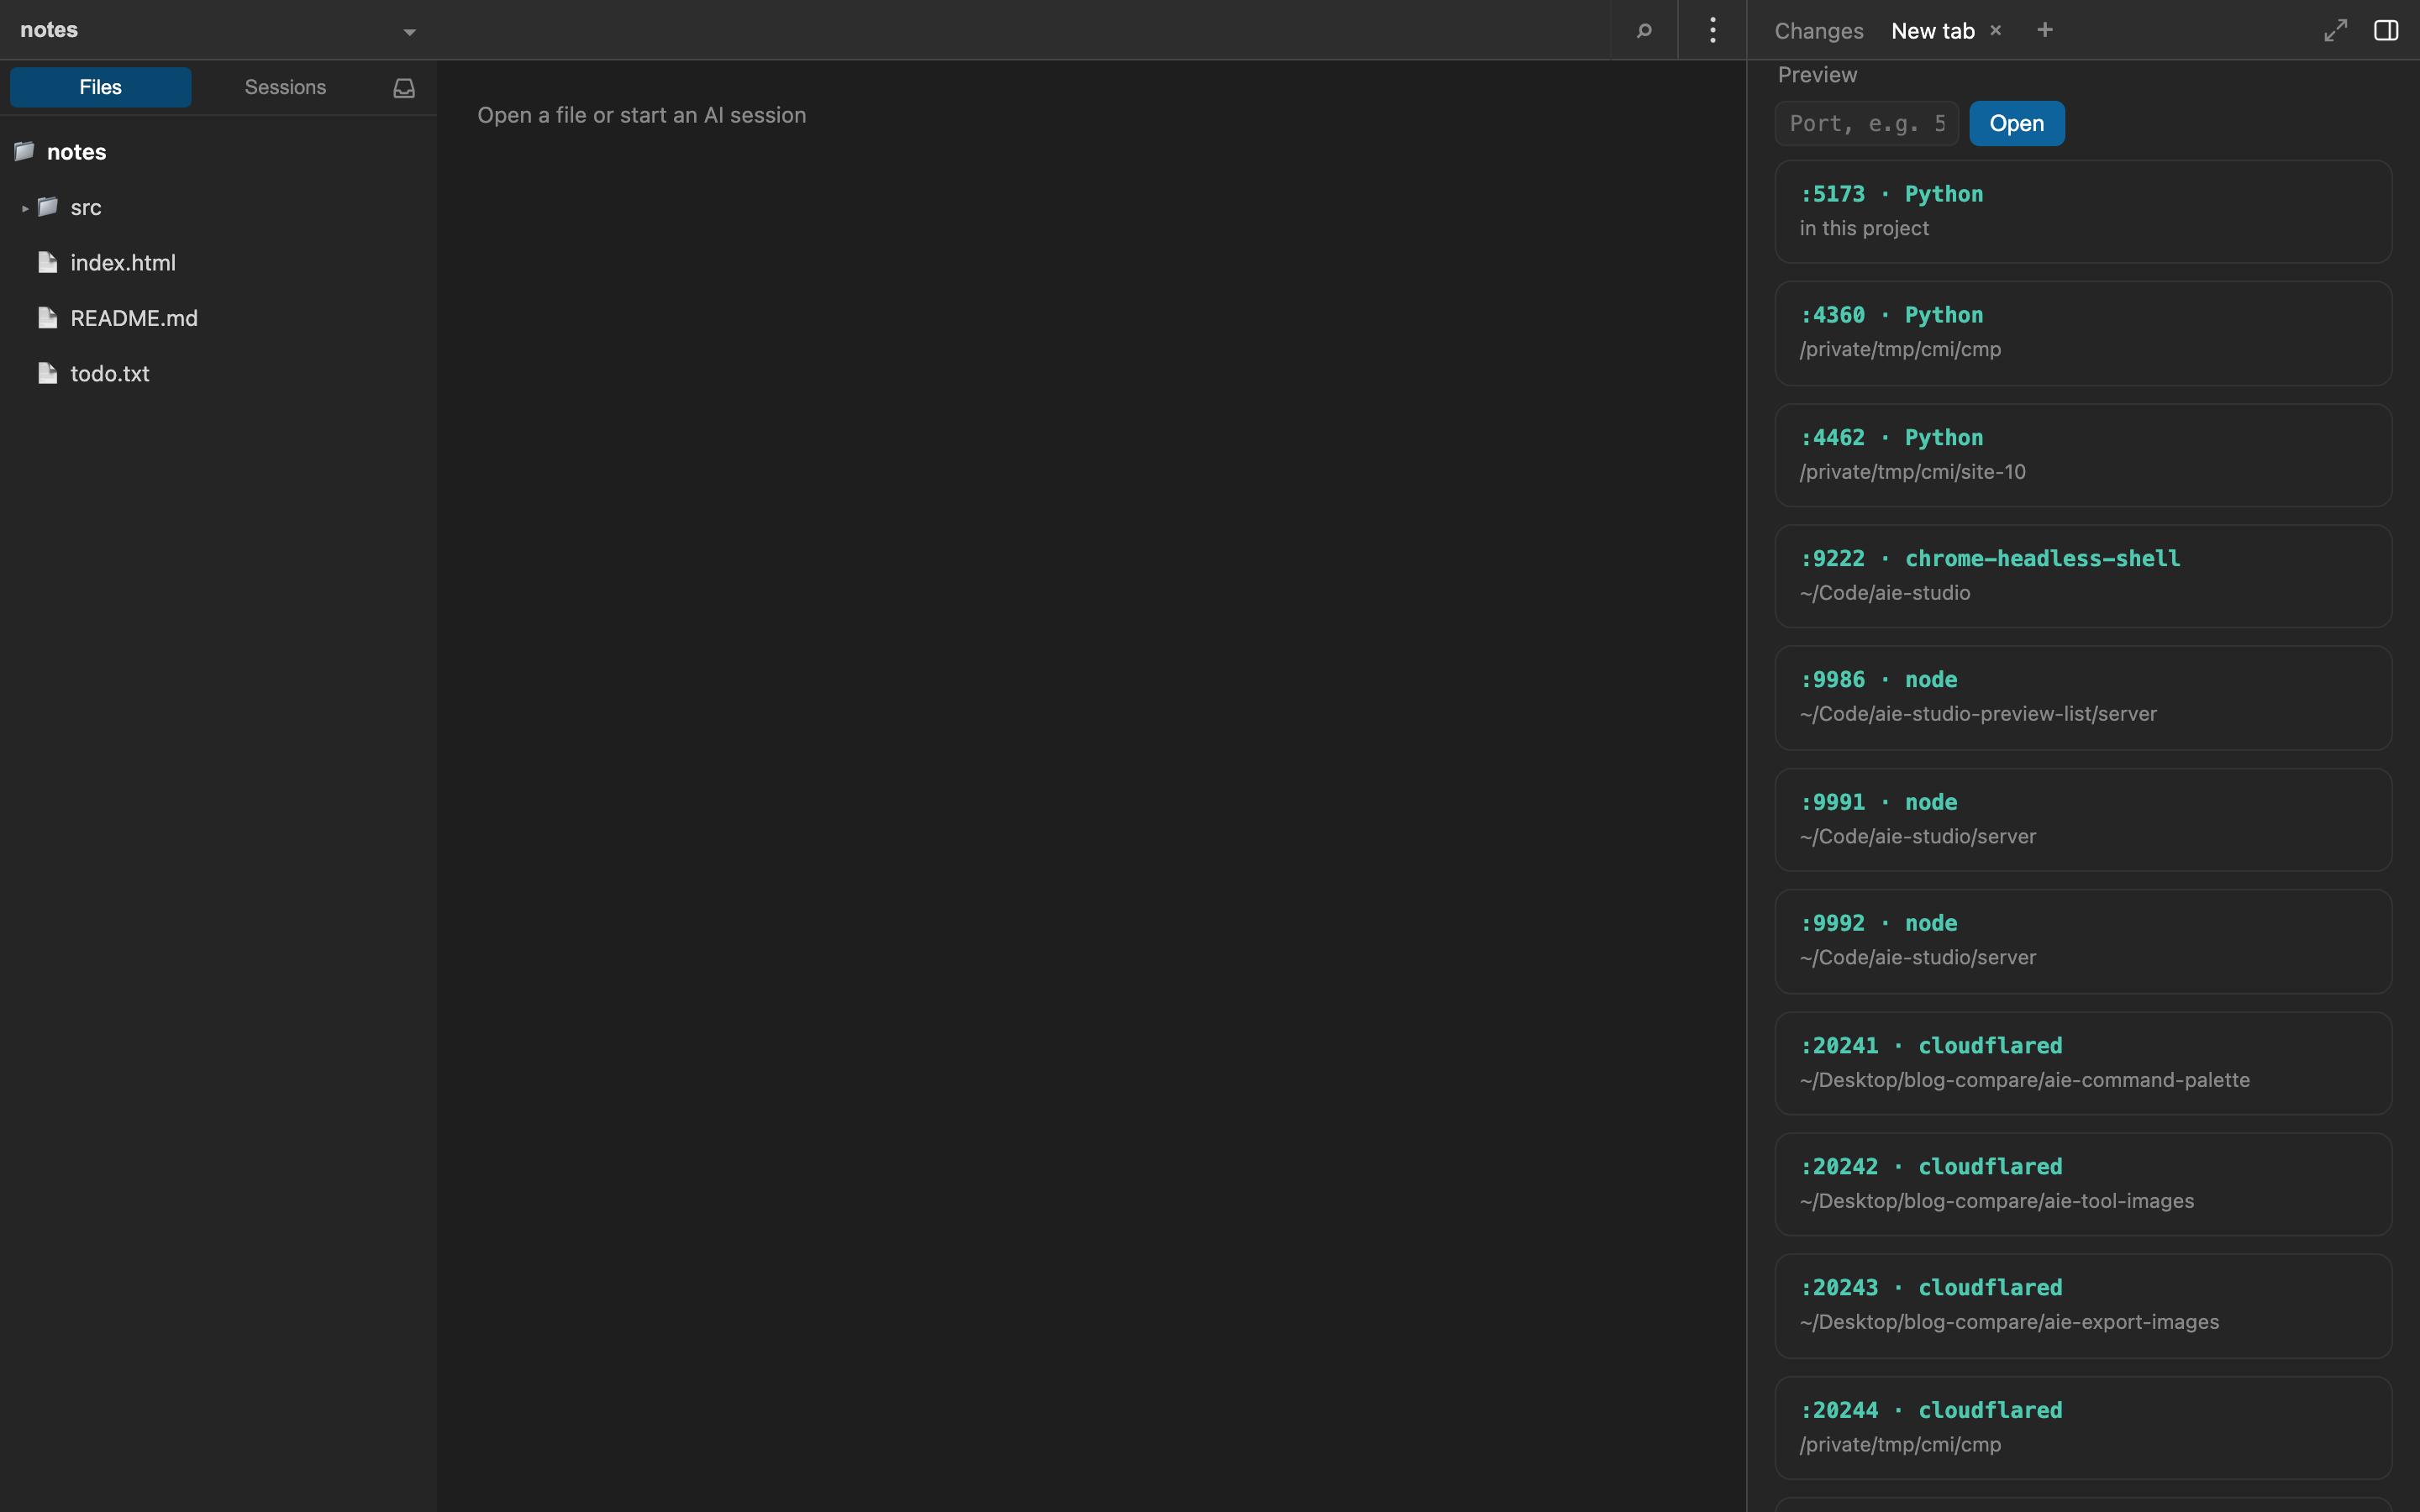 notes
Changes
New tab × +
Files
Sessions
Preview
Open a file or start an AI session
Port, e.g. 5
Open
notes
src
index.html
README.md
todo.txt
:5173 · Python
in this project
:4360 · Python
/private/tmp/cmi/cmp
:4462 · Python
/private/tmp/cmi/site-10
:9222 · chrome-headless-shell
~/Code/aie-studio
:9986 · node
~/Code/aie-studio-preview-list/server
:9991 · node
~/Code/aie-studio/server
:9992 · node
~/Code/aie-studio/server
:20241 · cloudflared
~/Desktop/blog-compare/aie-command-palette
:20242 · cloudflared
~/Desktop/blog-compare/aie-tool-images
:20243 · cloudflared
~/Desktop/blog-compare/aie-export-images
:20244 · cloudflared
/private/tmp/cmi/cmp